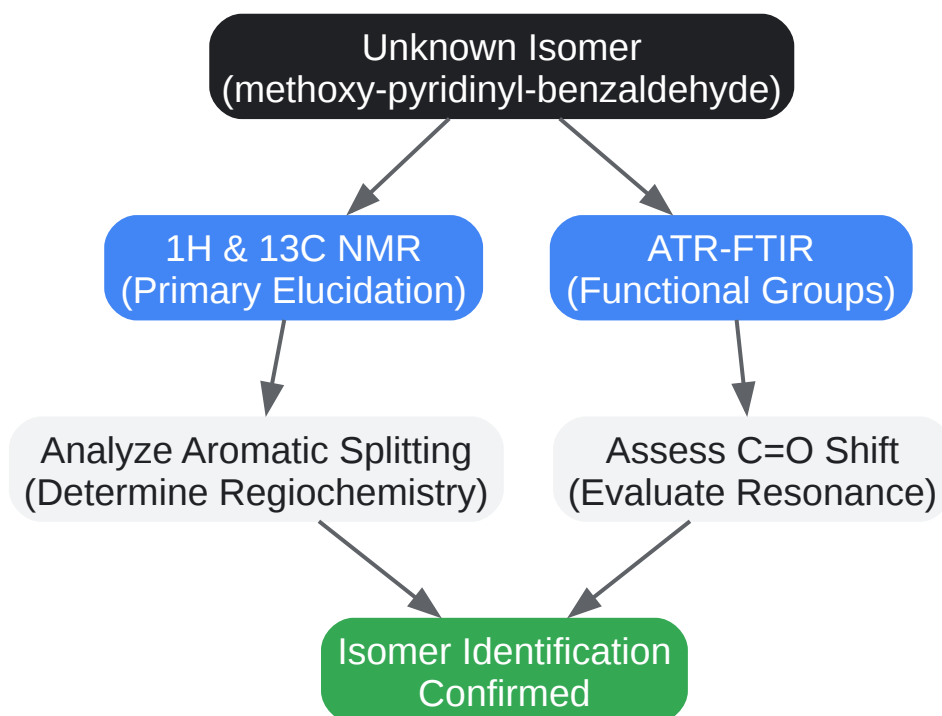 Unknown Isomer
(methoxy-pyridinyl-benzaldehyde)
1H & 13C NMR
(Primary Elucidation)
ATR-FTIR
(Functional Groups)
Analyze Aromatic Splitting
(Determine Regiochemistry)
Assess C=O Shift
(Evaluate Resonance)
Isomer Identification
Confirmed